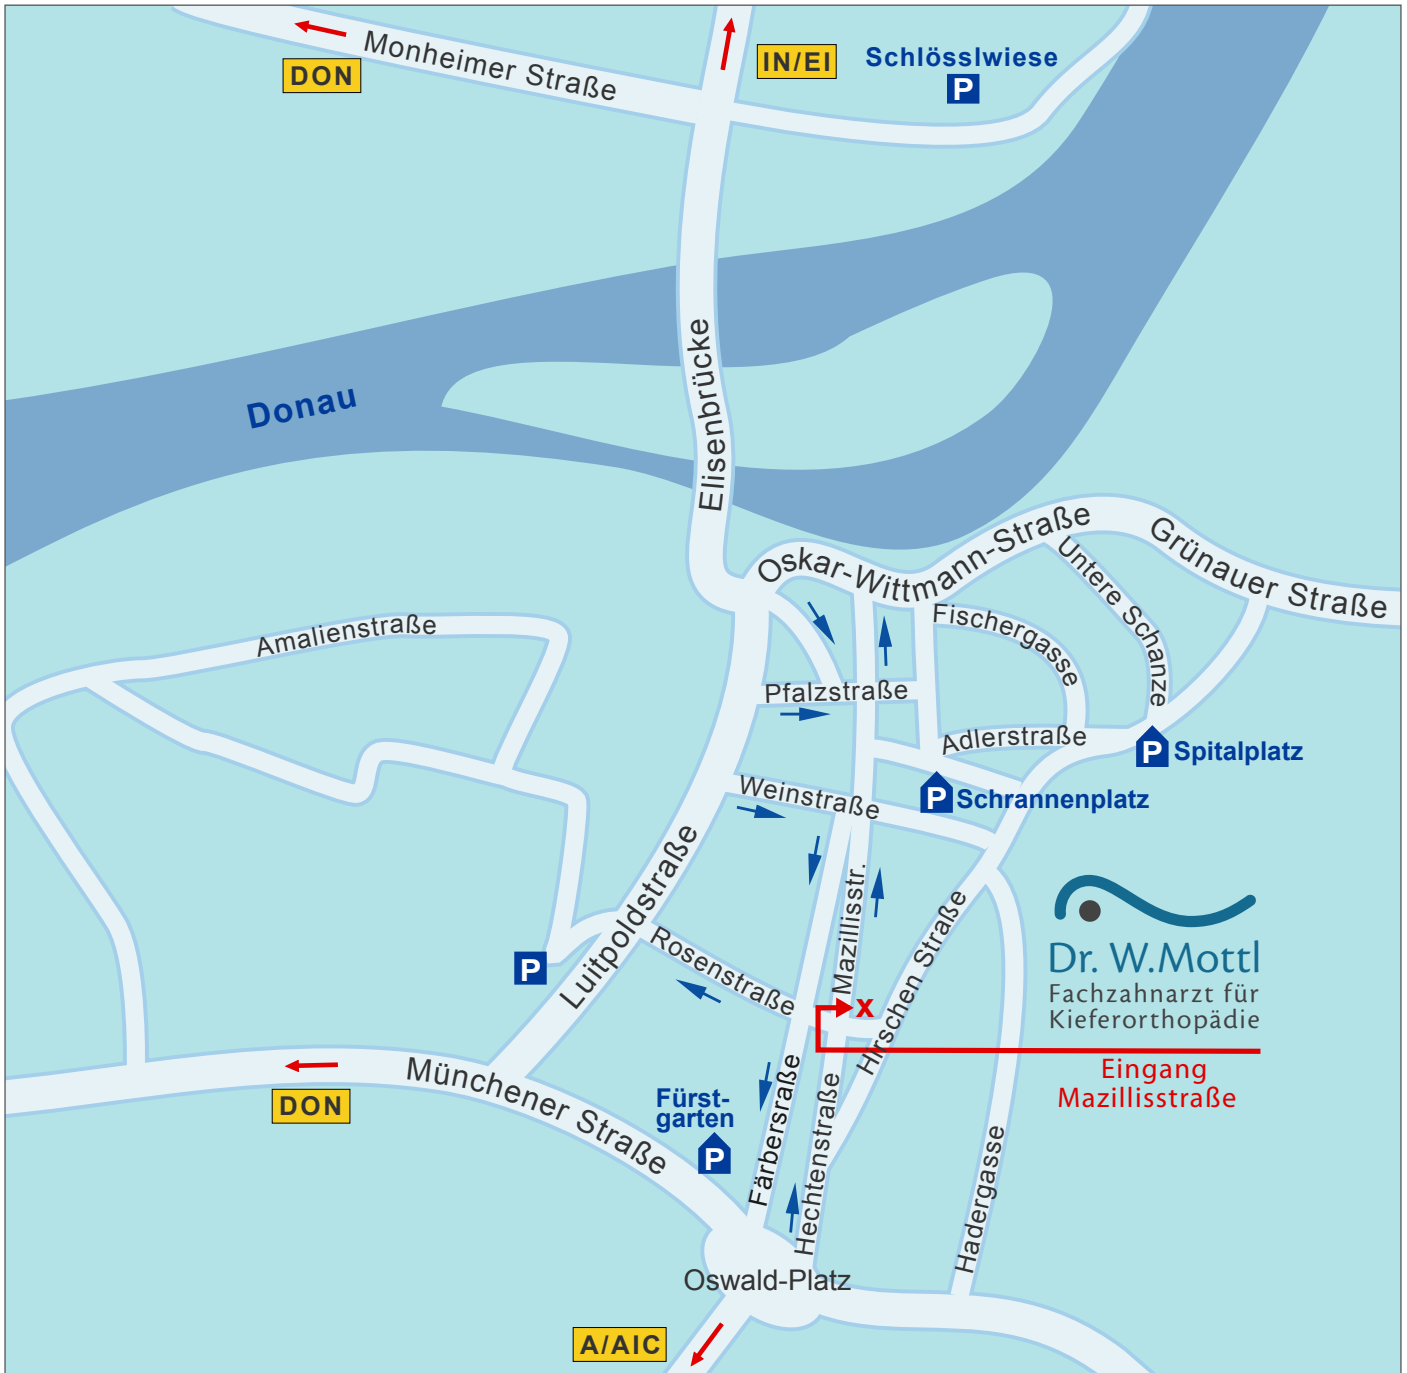 Monheimer Straße
DON
IN/EI
Schlösslwiese
P
Elisenbrücke
Donau
Oskar-Wittmann-Straße
Grünauer Straße
Untere Schanze
Fischergasse
Amalienstraße
Pfalzstraße
Adlerstraße
P Spitalplatz
P Schrannenplatz
Weinstraße
Luitpoldstraße
Mazillisstr.
Rosenstraße
Hirschen Straße
P
x
Dr. W.Mottl
Fachzahnarzt für
Kieferorthopädie
Eingang
Mazillisstraße
Münchener Straße
DON
Fürst-
garten
P
Färbersraße
Hechtenstraße
Hadergasse
Oswald-Platz
A/AIC